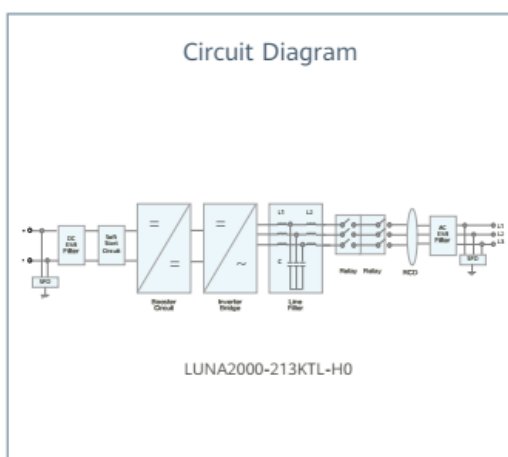 Circuit Diagram
+
-
DC
EMI
Filter
SPD
Soft
Start
Circuit
=
=
Booster
Circuit
=
~
Inverter
Bridge
L1 L2
C
Line
Filter
Relay Relay
RCD
AC
EMI
Filter
SPD
L1
L2
L3
LUNA2000-213KTL-H0